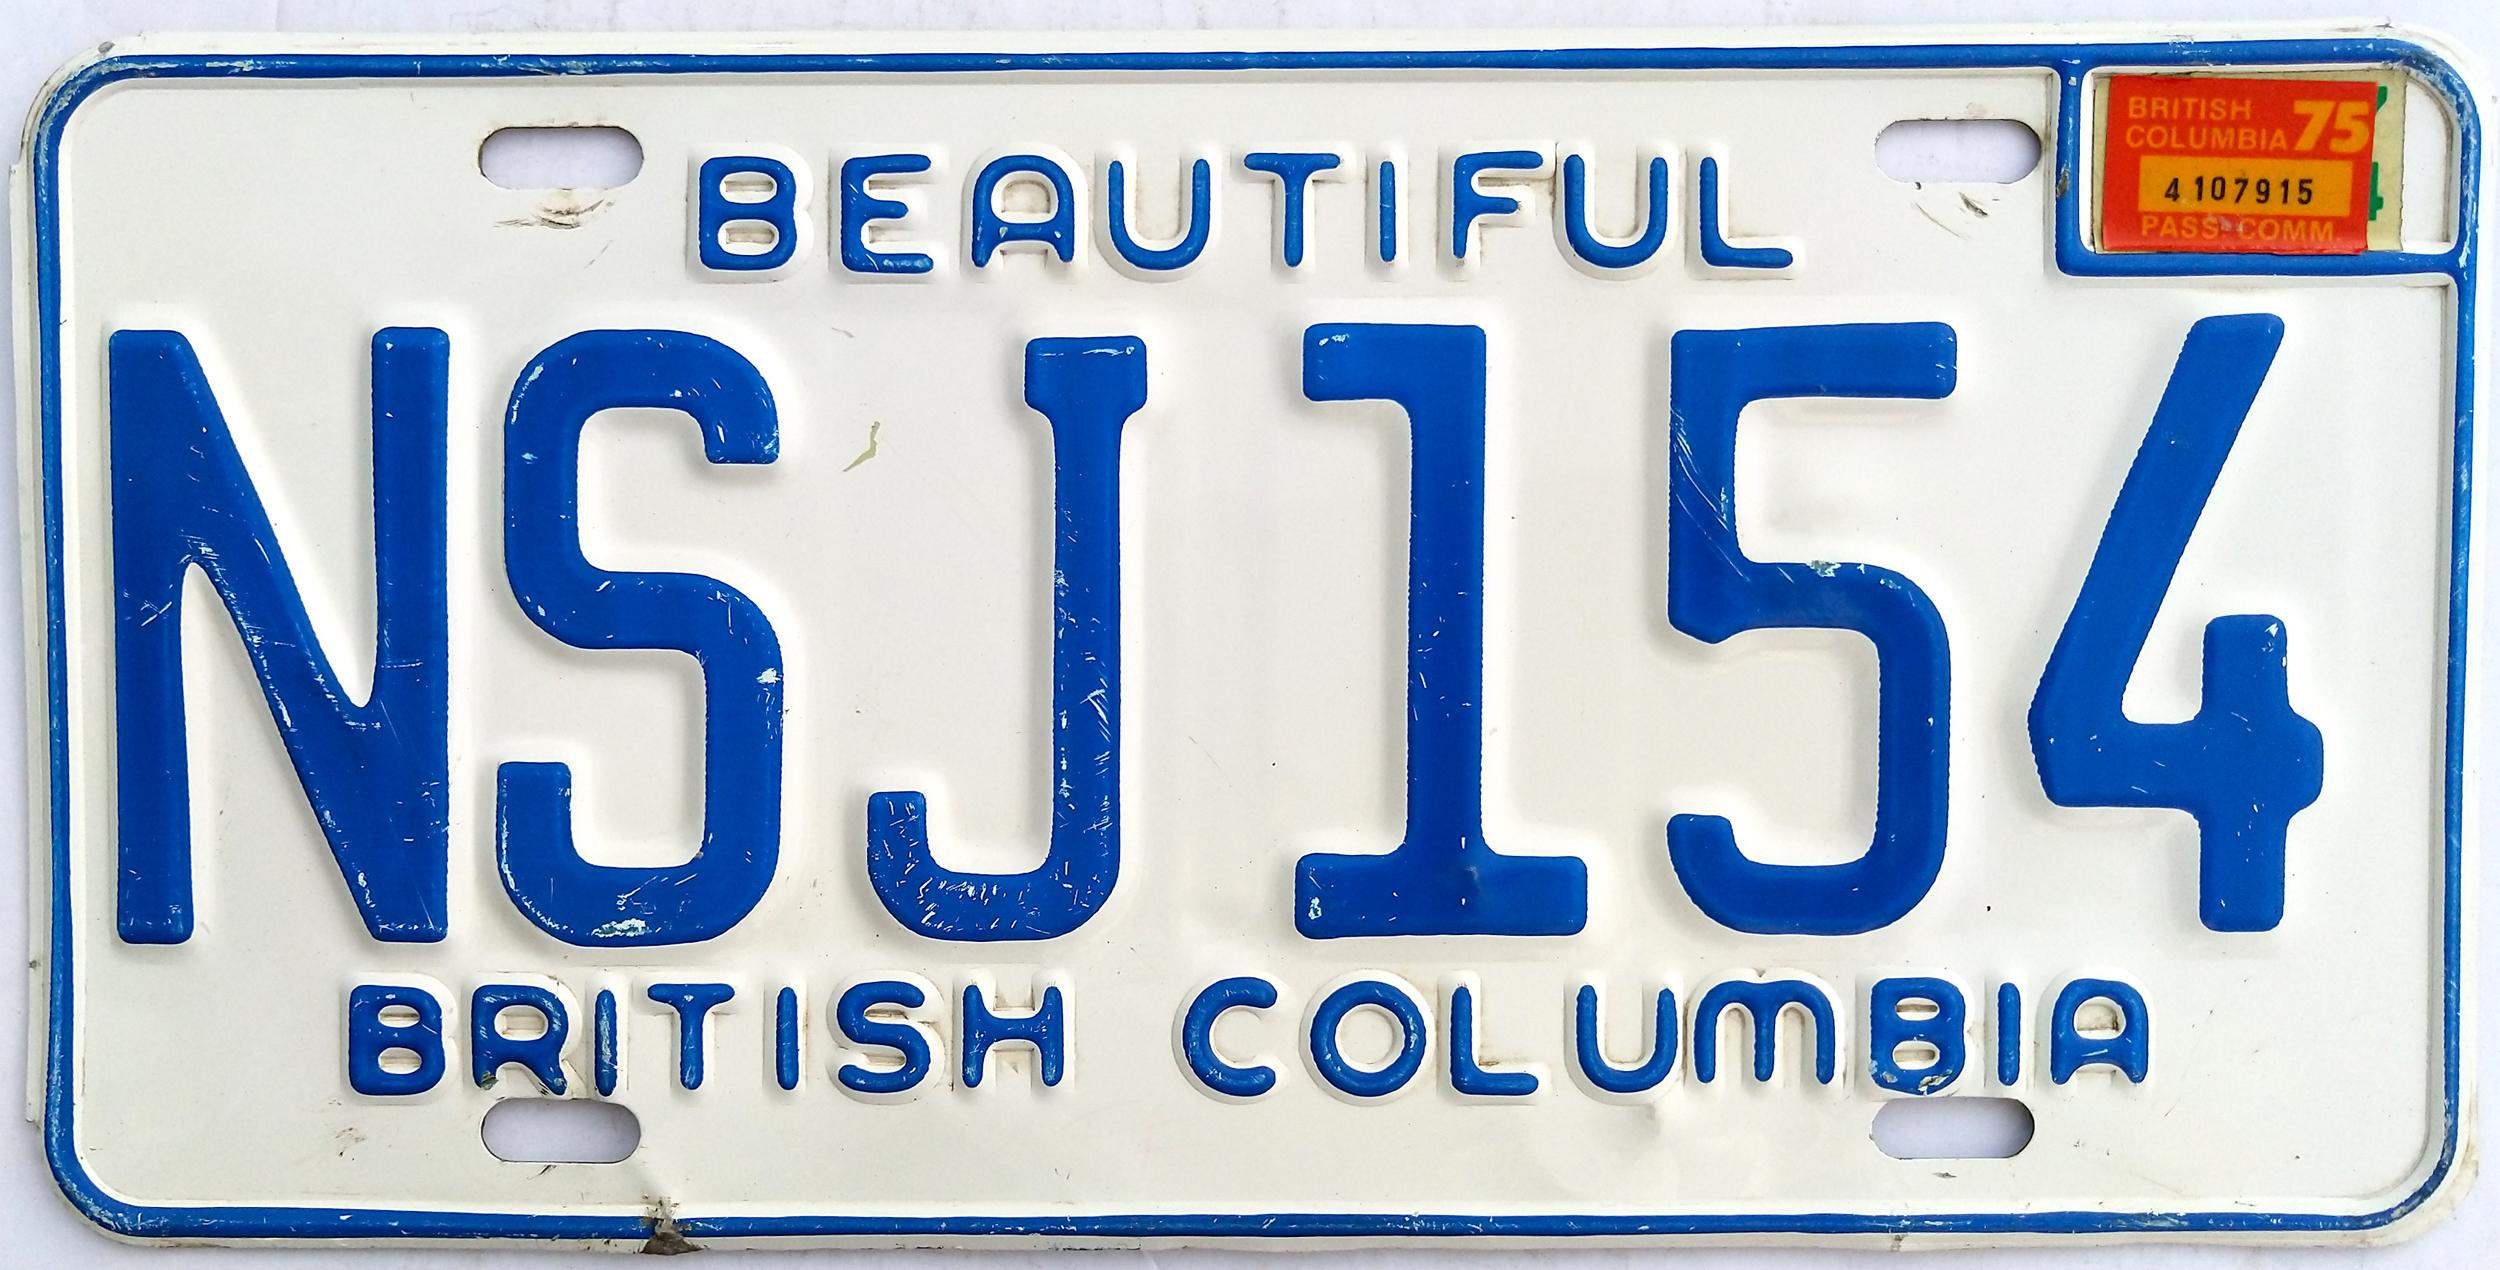 BEAUTIFUL
BRITISH
COLUMBIA 75
4107915
PASS-COMM
NSJ154
BRITISH COLUMBIA